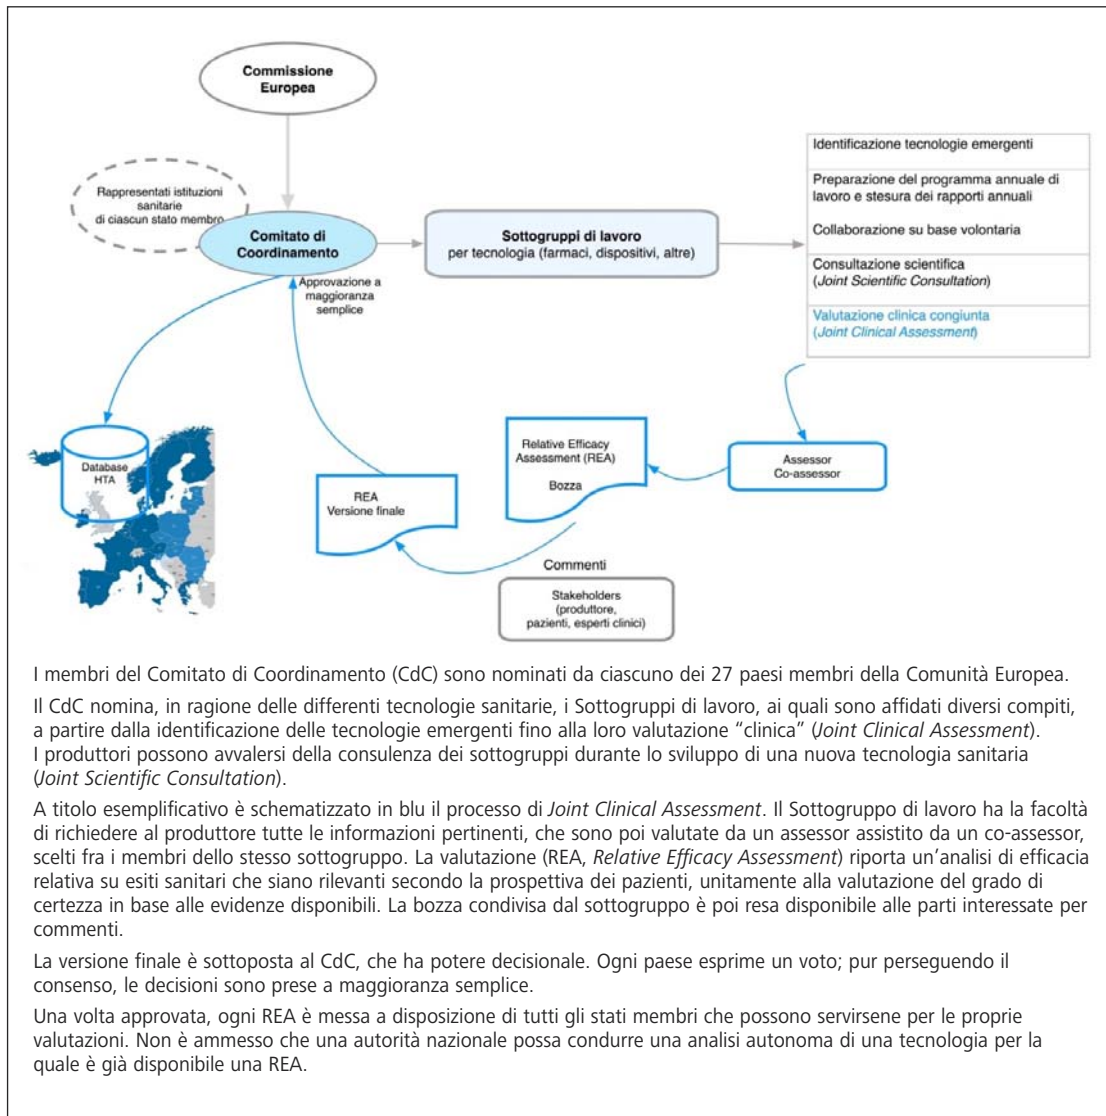 Commissione
Europea
Rappresentati istituzioni
sanitarie
di ciascun stato membro
Comitato di
Coordinamento
Approvazione a
maggioranza
semplice
Sottogruppi di lavoro
per tecnologia (farmaci, dispositivi, altre)
Identificazione tecnologie emergenti
Preparazione del programma annuale di
lavoro e stesura dei rapporti annuali
Collaborazione su base volontaria
Consultazione scientifica
(Joint Scientific Consultation)
Valutazione clinica congiunta
(Joint Clinical Assessment)
Database
HTA
REA
Versione finale
Relative Efficacy
Assessment (REA)
Bozza
Assessor
Co-assessor
Commenti
Stakeholders
(produttore,
pazienti, esperti clinici)
I membri del Comitato di Coordinamento (CdC) sono nominati da ciascuno dei 27 paesi membri della Comunità Europea.
Il CdC nomina, in ragione delle differenti tecnologie sanitarie, i Sottogruppi di lavoro, ai quali sono affidati diversi compiti,
a partire dalla identificazione delle tecnologie emergenti fino alla loro valutazione “clinica” (Joint Clinical Assessment).
I produttori possono avvalersi della consulenza dei sottogruppi durante lo sviluppo di una nuova tecnologia sanitaria
(Joint Scientific Consultation).
A titolo esemplificativo è schematizzato in blu il processo di Joint Clinical Assessment. Il Sottogruppo di lavoro ha la facoltà
di richiedere al produttore tutte le informazioni pertinenti, che sono poi valutate da un assessor assistito da un co-assessor,
scelti fra i membri dello stesso sottogruppo. La valutazione (REA, Relative Efficacy Assessment) riporta un’analisi di efficacia
relativa su esiti sanitari che siano rilevanti secondo la prospettiva dei pazienti, unitamente alla valutazione del grado di
certezza in base alle evidenze disponibili. La bozza condivisa dal sottogruppo è poi resa disponibile alle parti interessate per
commenti.
La versione finale è sottoposta al CdC, che ha potere decisionale. Ogni paese esprime un voto; pur perseguendo il
consenso, le decisioni sono prese a maggioranza semplice.
Una volta approvata, ogni REA è messa a disposizione di tutti gli stati membri che possono servirsene per le proprie
valutazioni. Non è ammesso che una autorità nazionale possa condurre una analisi autonoma di una tecnologia per la
quale è già disponibile una REA.